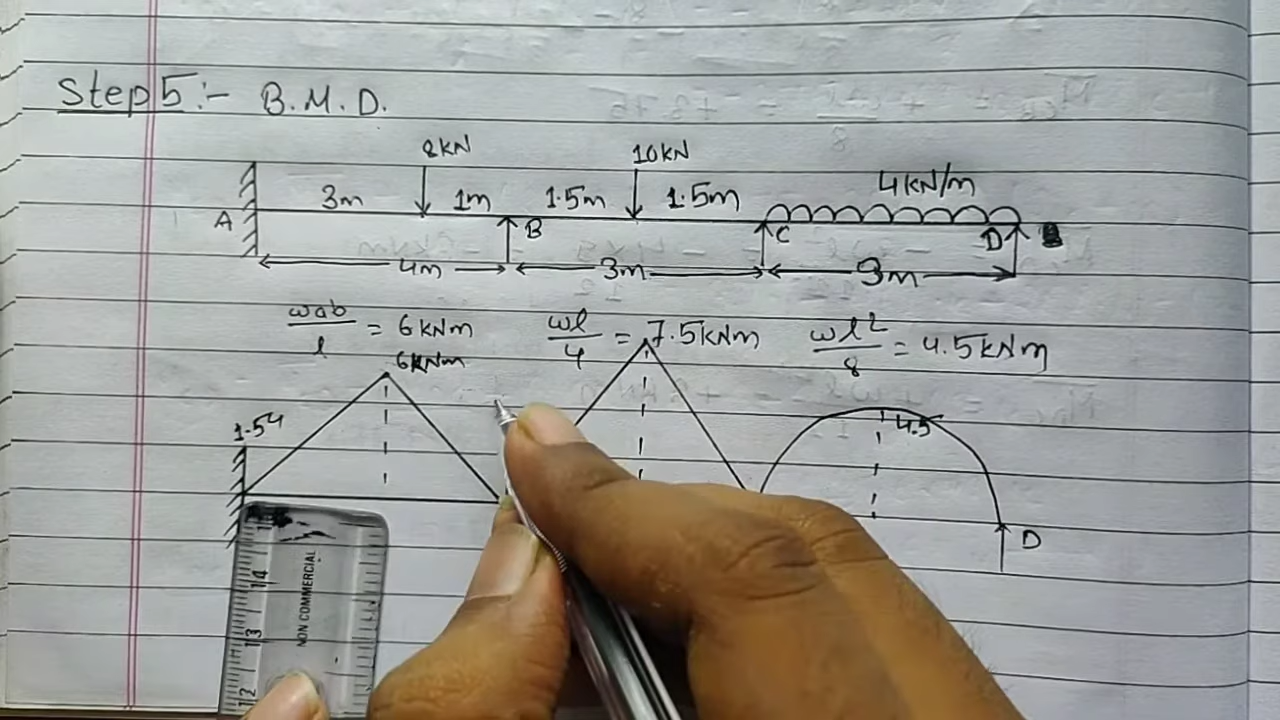 Step 5:- B.M.D.
8KN 10KN
3m 1m 1.5m 1.5m 4KN/m
A B C D
4m 3m 3m
wab/l = 6KNm wl/4 = 7.5KNm wl²/8 = 4.5KNm
6KNm
1.54 4.5
D
NON COMMERCIAL
14
13
12